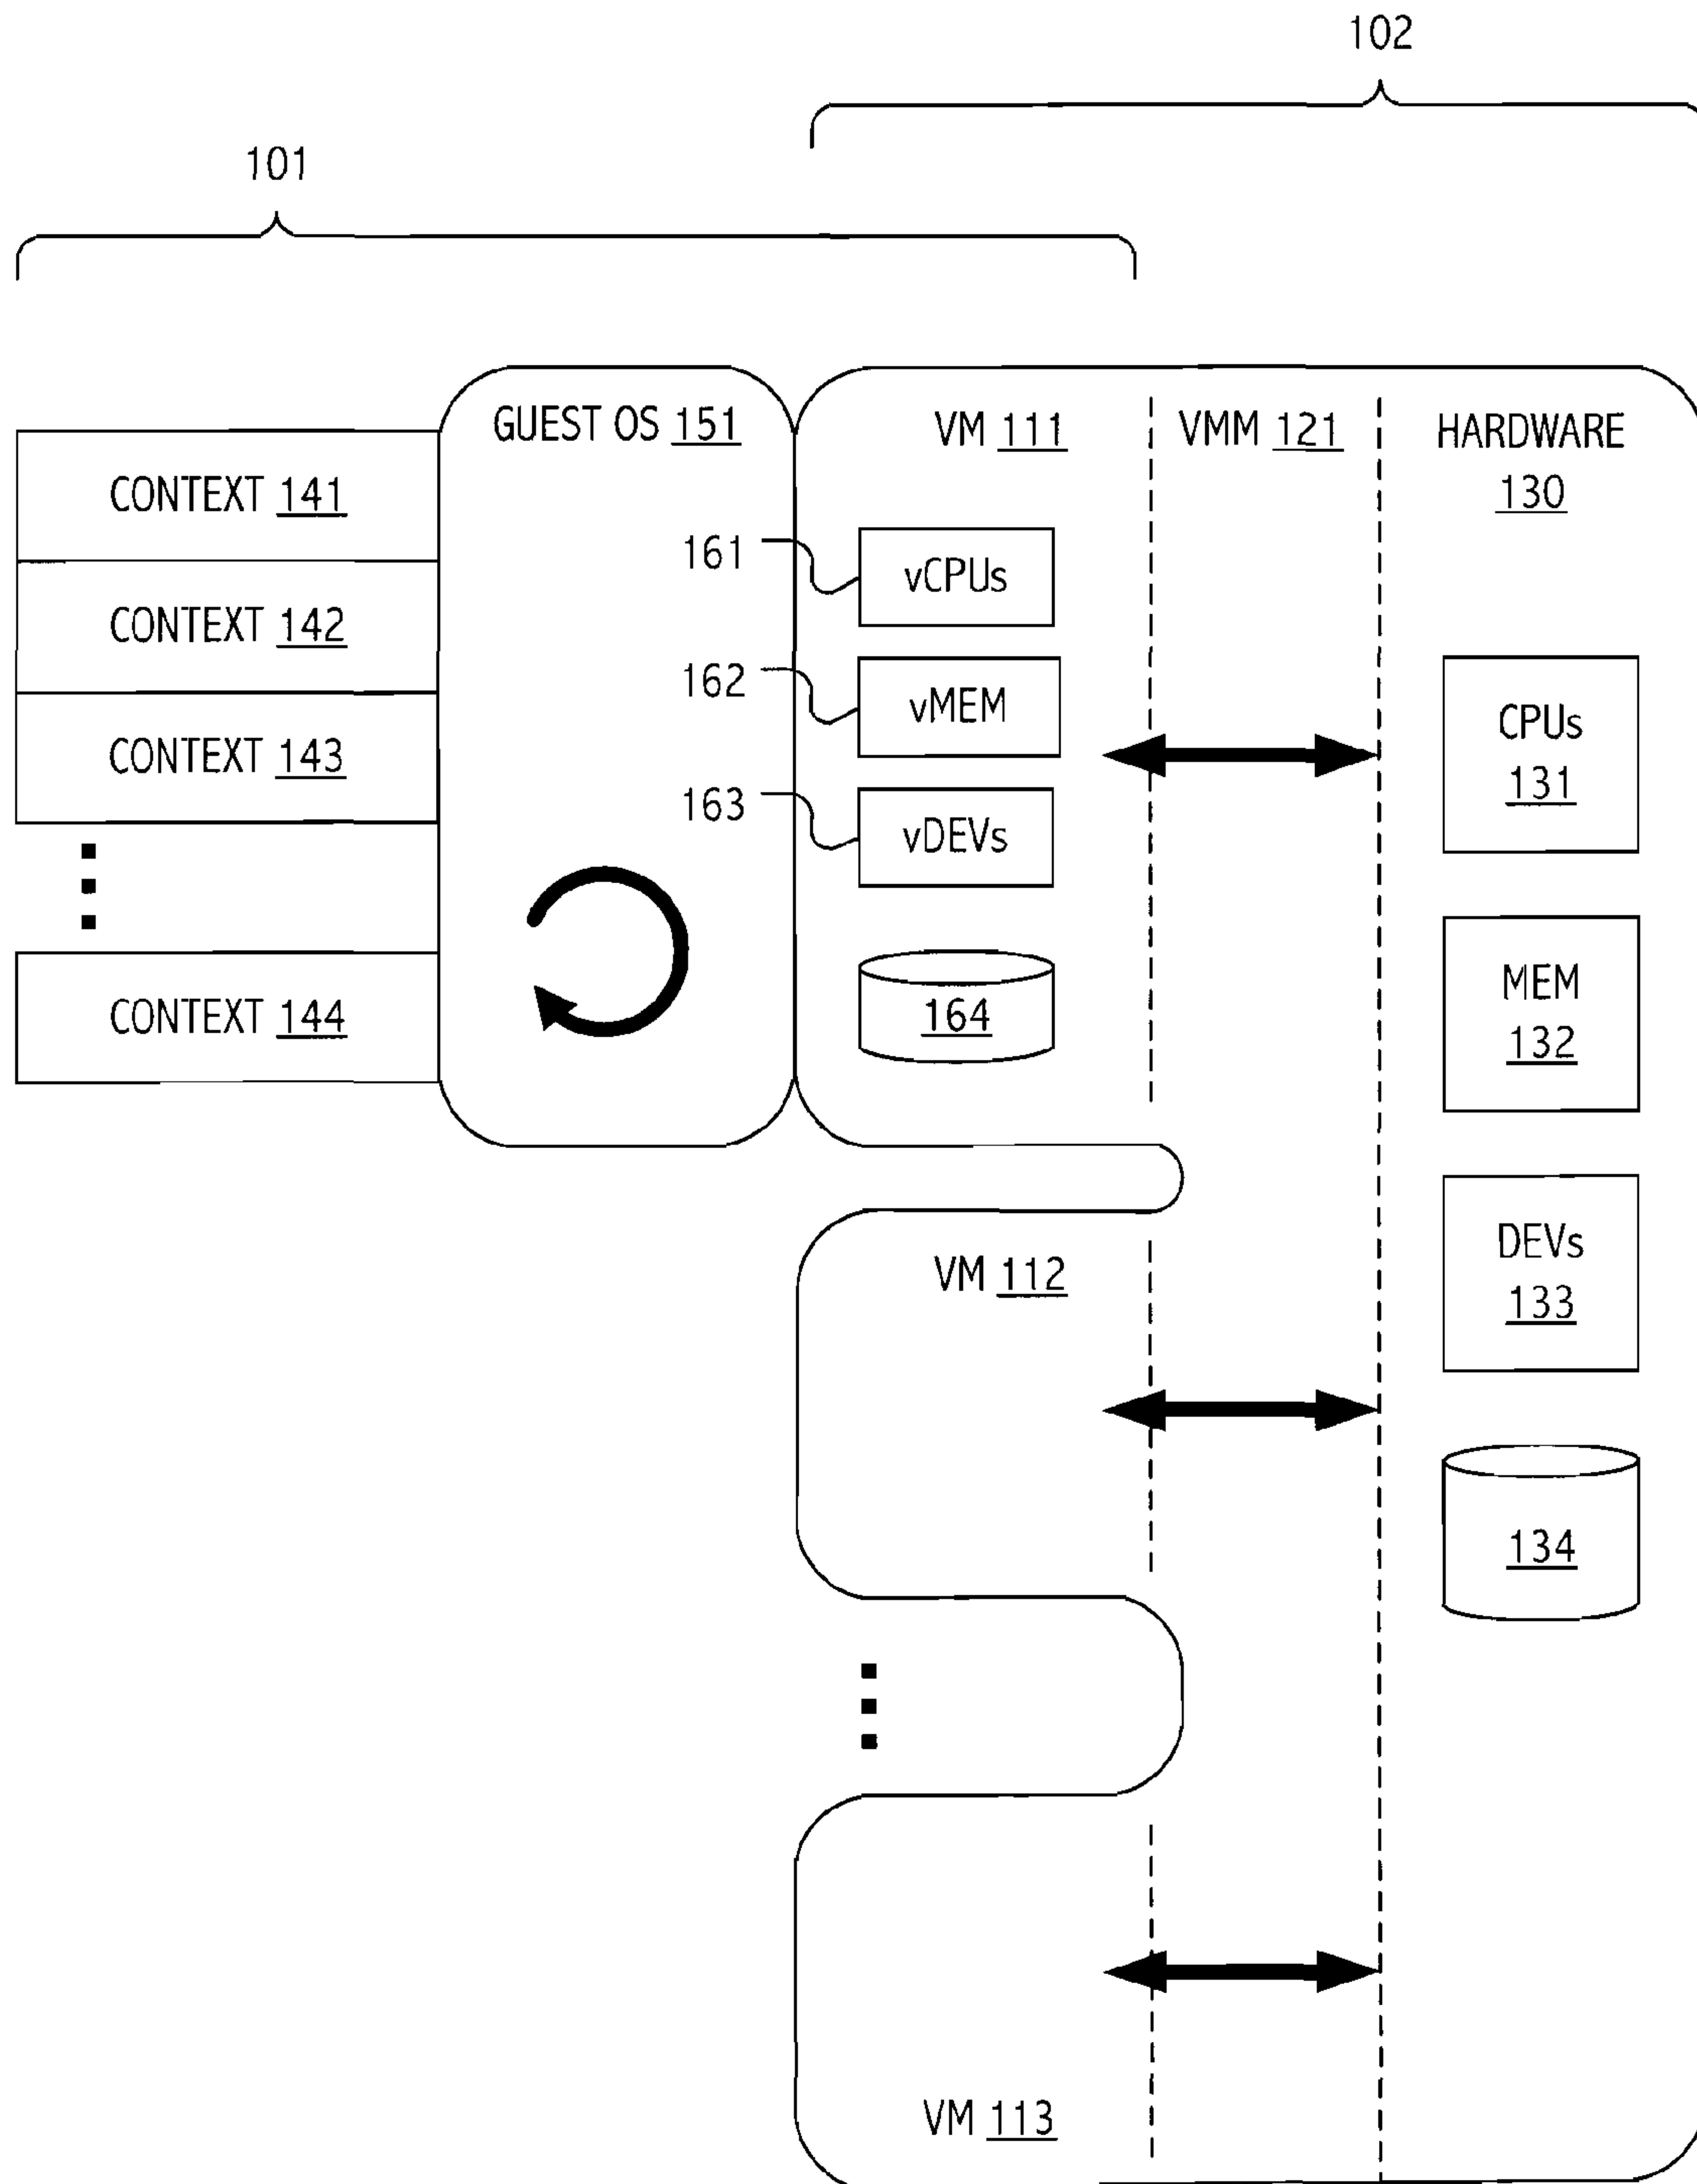 102
101
GUEST OS 151
VM 111
VMM 121
HARDWARE
130
CONTEXT 141
CONTEXT 142
CONTEXT 143
CONTEXT 144
161
vCPUs
162
vMEM
163
vDEVs
164
CPUs
131
MEM
132
DEVs
133
134
VM 112
VM 113